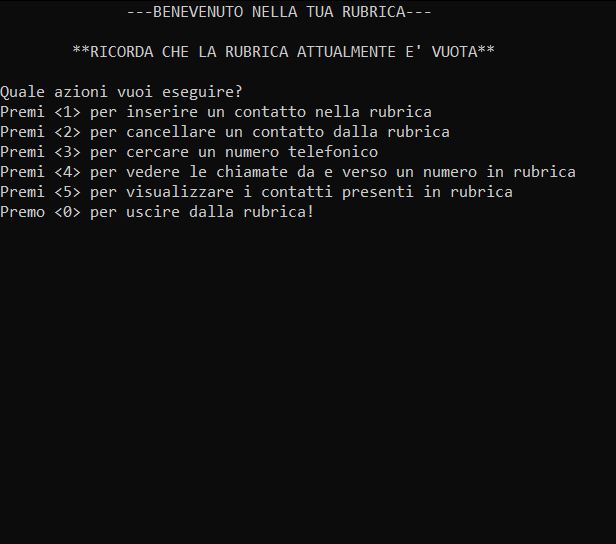 ---BENEVENUTO NELLA TUA RUBRICA---
**RICORDA CHE LA RUBRICA ATTUALMENTE E' VUOTA**
Quale azioni vuoi eseguire?
Premi <1> per inserire un contatto nella rubrica
Premi <2> per cancellare un contatto dalla rubrica
Premi <3> per cercare un numero telefonico
Premi <4> per vedere le chiamate da e verso un numero in rubrica
Premi <5> per visualizzare i contatti presenti in rubrica
Premo <0> per uscire dalla rubrica!